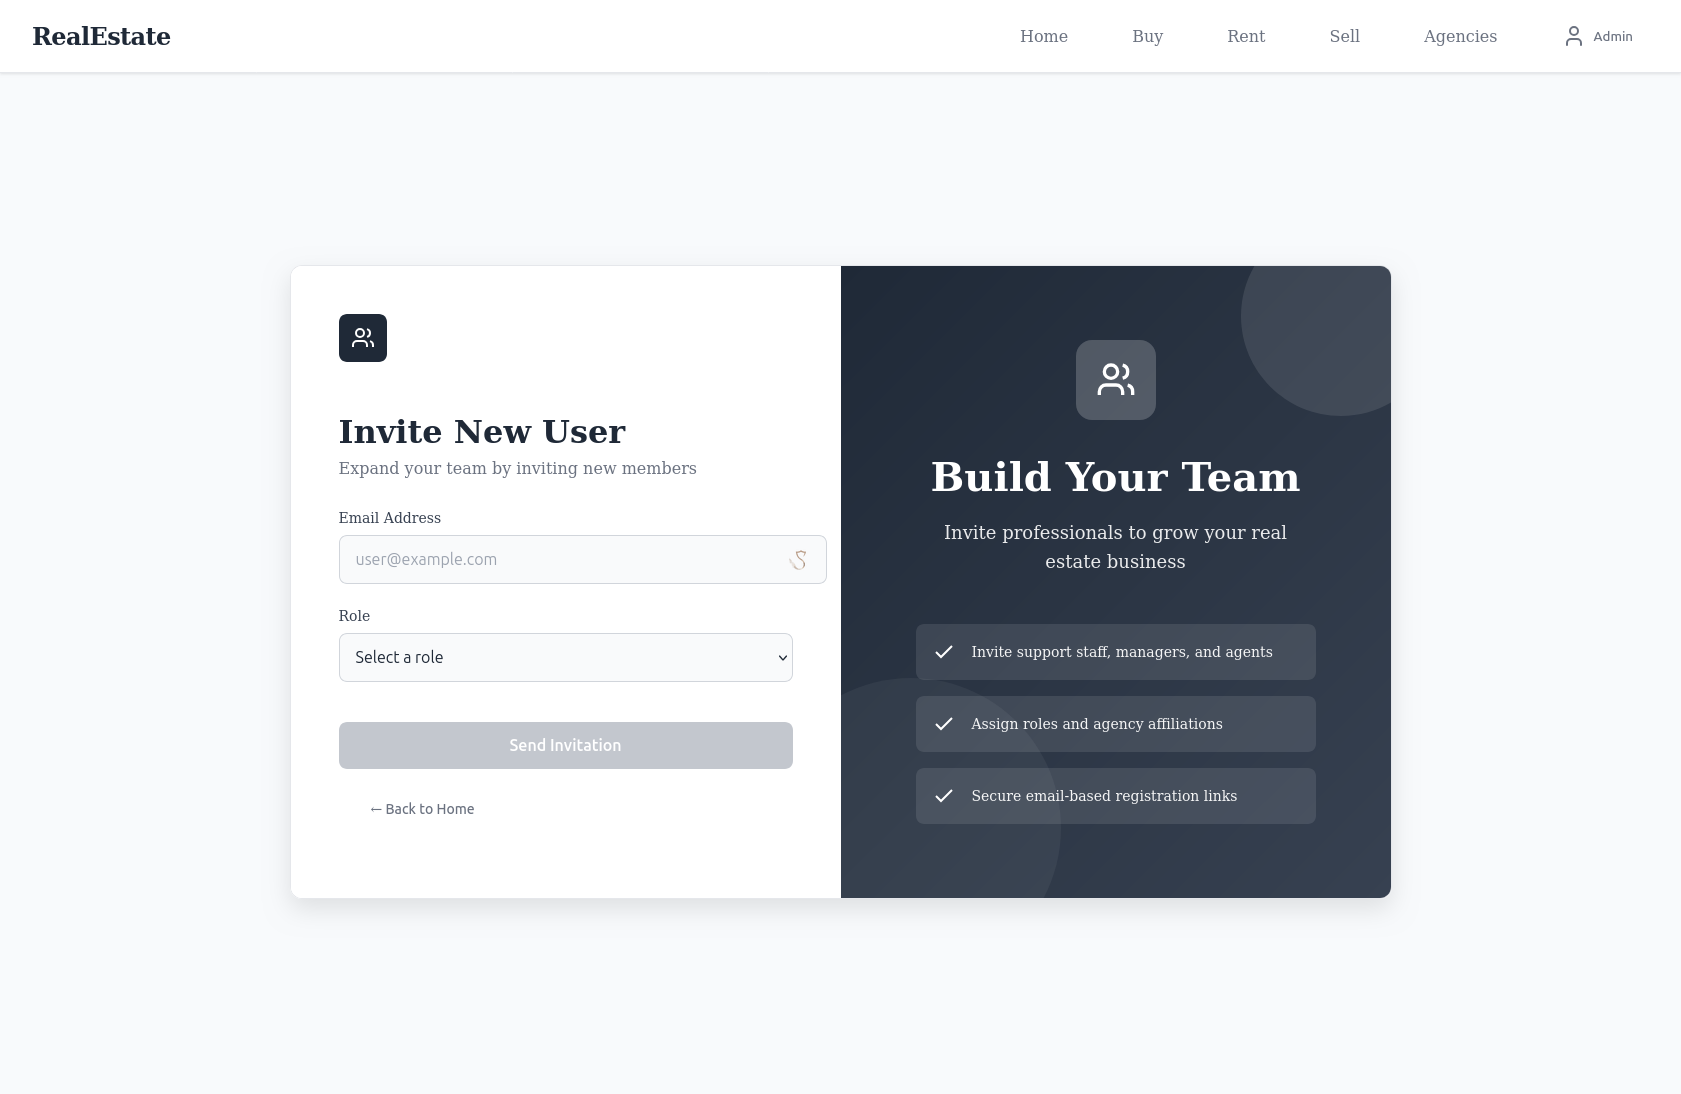 RealEstate
Home
Buy
Rent
Sell
Agencies
Admin
Invite New User
Expand your team by inviting new members
Email Address
user@example.com
Role
Select a role
Send Invitation
← Back to Home
Build Your Team
Invite professionals to grow your real
estate business
Invite support staff, managers, and agents
Assign roles and agency affiliations
Secure email-based registration links